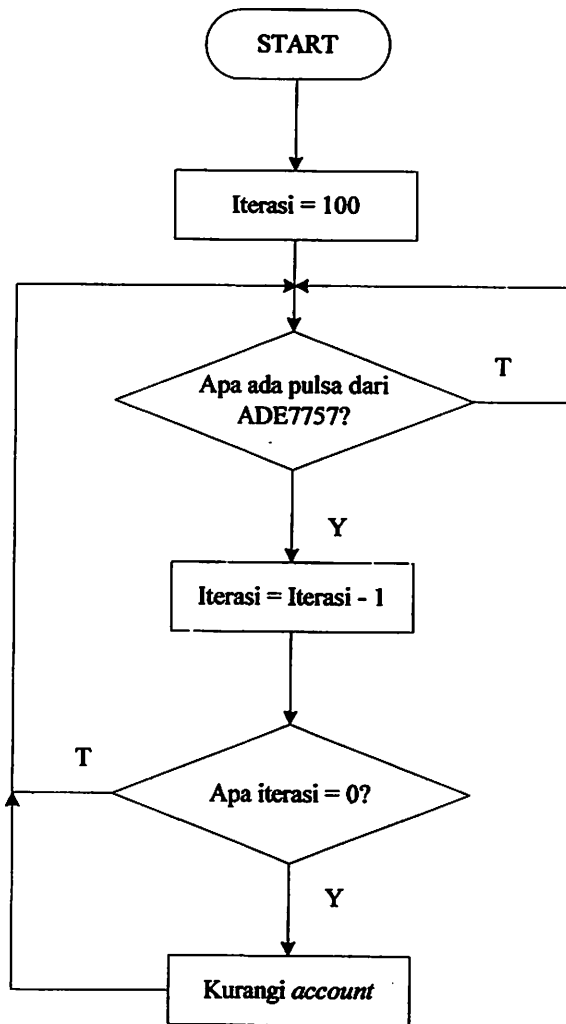 START
Iterasi = 100
Apa ada pulsa dari
ADE7757?
T
Y
Iterasi = Iterasi - 1
T
Apa iterasi = 0?
Y
Kurangi account